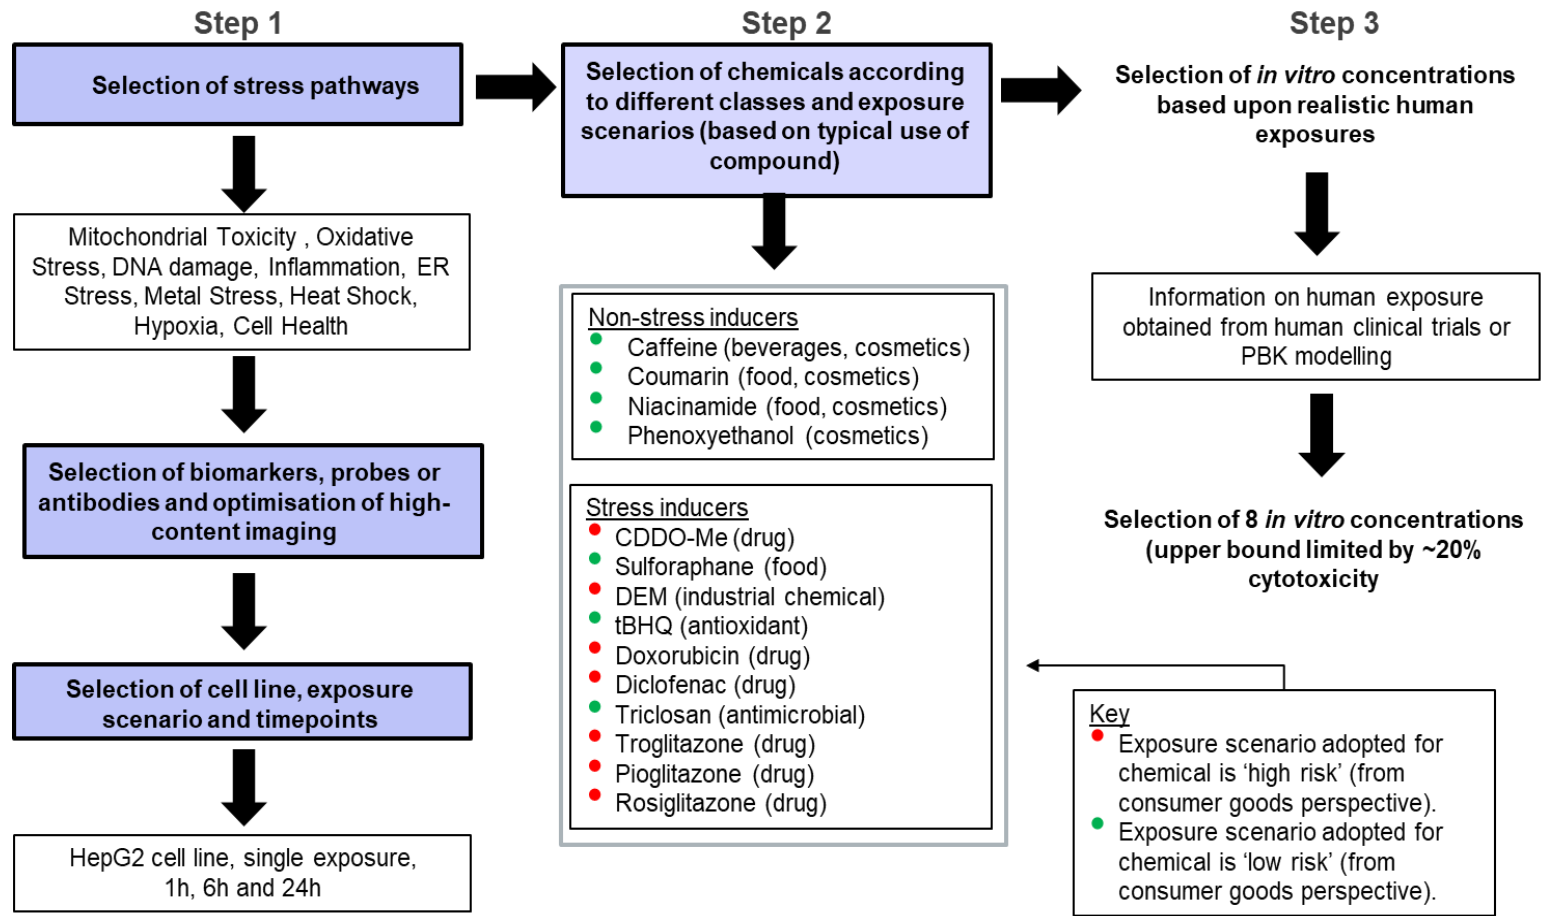 Step 1
Selection of stress pathways
Mitochondrial Toxicity , Oxidative
Stress, DNA damage, Inflammation, ER
Stress, Metal Stress, Heat Shock,
Hypoxia, Cell Health
Selection of biomarkers, probes or
antibodies and optimisation of high-
content imaging
Selection of cell line, exposure
scenario and timepoints
HepG2 cell line, single exposure,
1h, 6h and 24h
Step 2
Selection of chemicals according
to different classes and exposure
scenarios (based on typical use of
compound)
Non-stress inducers
Caffeine (beverages, cosmetics)
Coumarin (food, cosmetics)
Niacinamide (food, cosmetics)
Phenoxyethanol (cosmetics)
Stress inducers
CDDO-Me (drug)
Sulforaphane (food)
DEM (industrial chemical)
tBHQ (antioxidant)
Doxorubicin (drug)
Diclofenac (drug)
Triclosan (antimicrobial)
Troglitazone (drug)
Pioglitazone (drug)
Rosiglitazone (drug)
Step 3
Selection of in vitro concentrations
based upon realistic human
exposures
Information on human exposure
obtained from human clinical trials or
PBK modelling
Selection of 8 in vitro concentrations
(upper bound limited by ~20%
cytotoxicity
Key
Exposure scenario adopted for
chemical is ‘high risk’ (from
consumer goods perspective).
Exposure scenario adopted for
chemical is ‘low risk’ (from
consumer goods perspective).